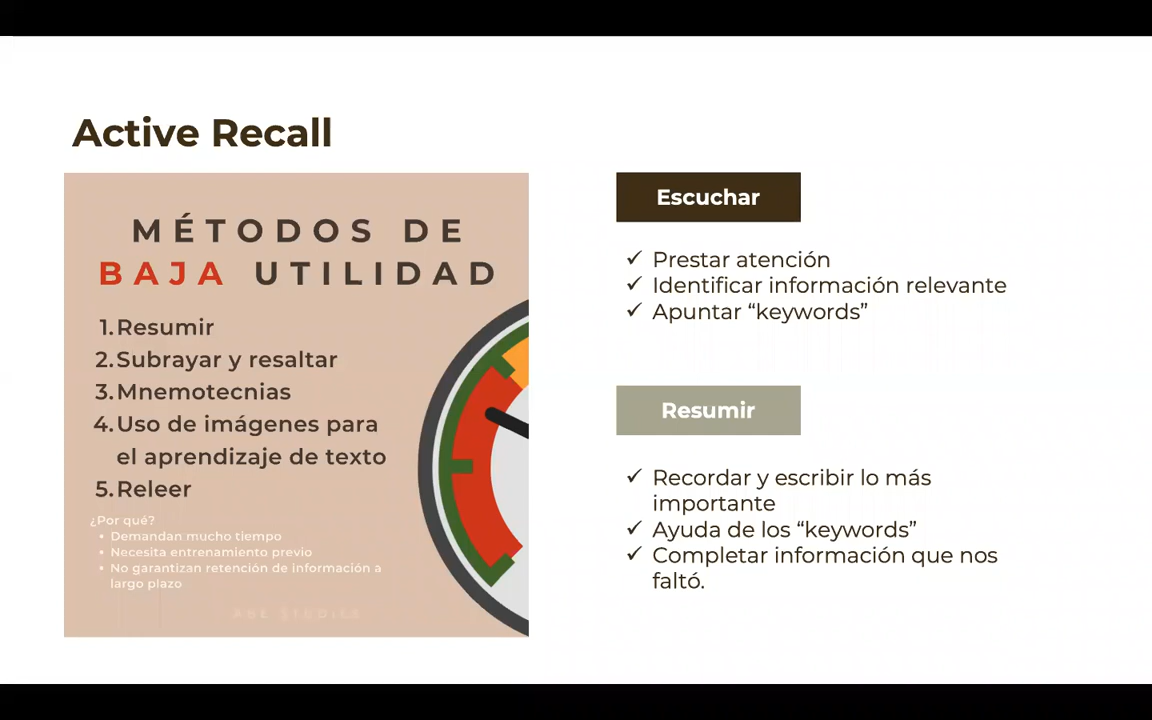 Active Recall
MÉTODOS DE
BAJA UTILIDAD
1. Resumir
2. Subrayar y resaltar
3. Mnemotecnias
4. Uso de imágenes para
el aprendizaje de texto
5. Releer
¿Por qué?
• Demandan mucho tiempo
• Necesita entrenamiento previo
• No garantizan retención de información a
largo plazo
Escuchar
✓ Prestar atención
✓ Identificar información relevante
✓ Apuntar “keywords”
Resumir
✓ Recordar y escribir lo más
importante
✓ Ayuda de los “keywords”
✓ Completar información que nos
faltó.